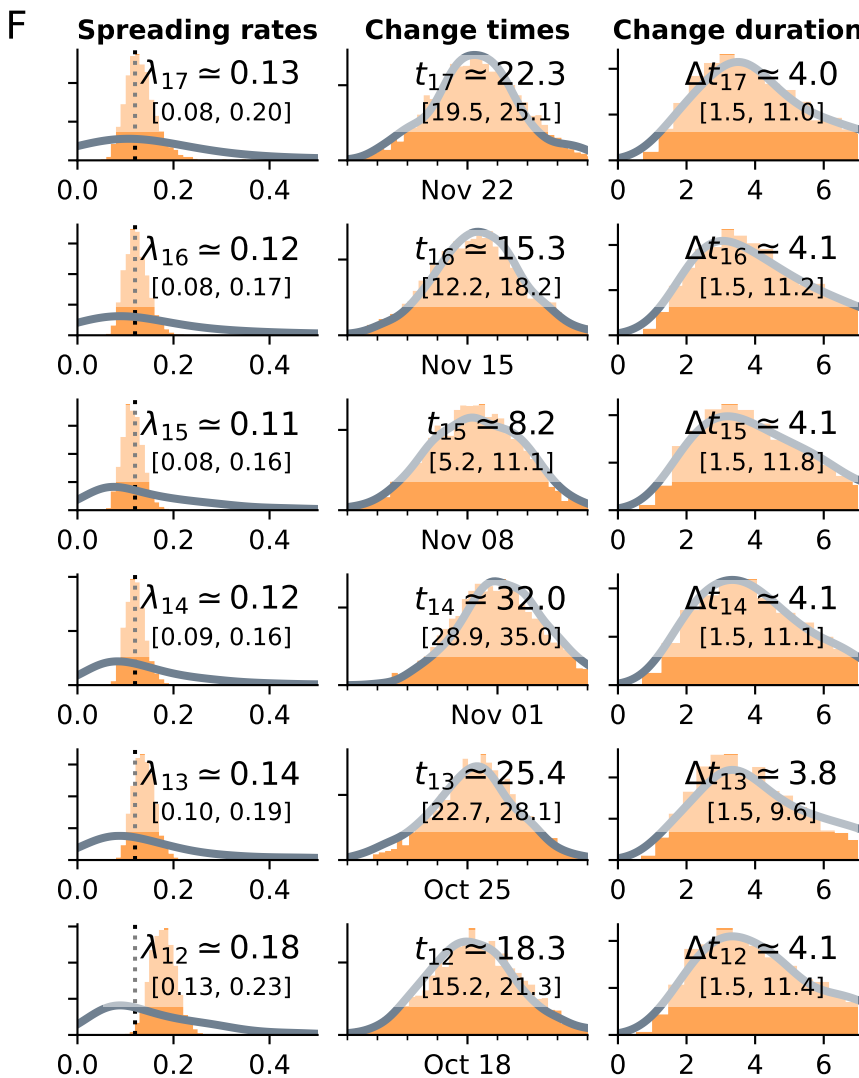 F
Spreading rates Change times Change duration
λ17 ≃ 0.13 t17 ≃ 22.3 Δt17 ≃ 4.0
[0.08, 0.20] [19.5, 25.1] [1.5, 11.0]
0.0 0.2 0.4 Nov 22 0 2 4 6
λ16 ≃ 0.12 t16 ≃ 15.3 Δt16 ≃ 4.1
[0.08, 0.17] [12.2, 18.2] [1.5, 11.2]
0.0 0.2 0.4 Nov 15 0 2 4 6
λ15 ≃ 0.11 t15 ≃ 8.2 Δt15 ≃ 4.1
[0.08, 0.16] [5.2, 11.1] [1.5, 11.8]
0.0 0.2 0.4 Nov 08 0 2 4 6
λ14 ≃ 0.12 t14 ≃ 32.0 Δt14 ≃ 4.1
[0.09, 0.16] [28.9, 35.0] [1.5, 11.1]
0.0 0.2 0.4 Nov 01 0 2 4 6
λ13 ≃ 0.14 t13 ≃ 25.4 Δt13 ≃ 3.8
[0.10, 0.19] [22.7, 28.1] [1.5, 9.6]
0.0 0.2 0.4 Oct 25 0 2 4 6
λ12 ≃ 0.18 t12 ≃ 18.3 Δt12 ≃ 4.1
[0.13, 0.23] [15.2, 21.3] [1.5, 11.4]
0.0 0.2 0.4 Oct 18 0 2 4 6